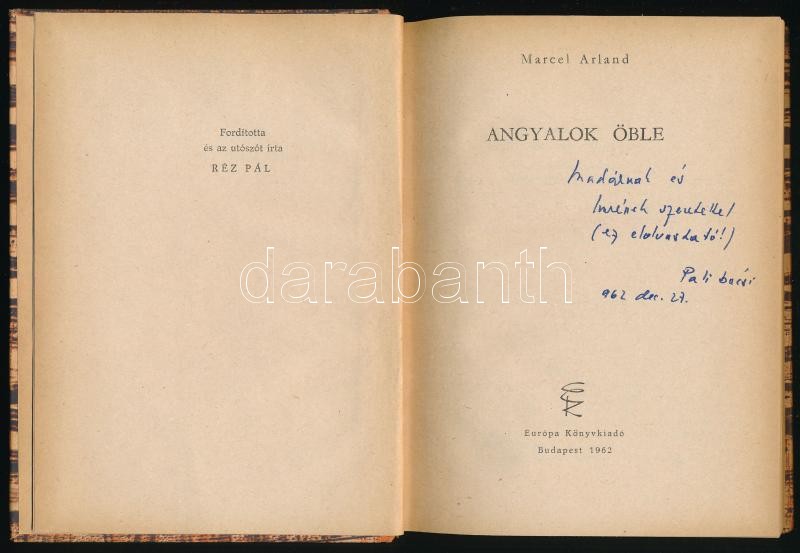 Fordította
és az utószót írta
RÉZ PÁL
Marcel Arland
ANGYALOK ÖBLE
Madárnak és
Imrének szeretettel
(ez elolvasható!)
Pali bácsi
962 dec. 27.
darabanth
Európa Könyvkiadó
Budapest 1962